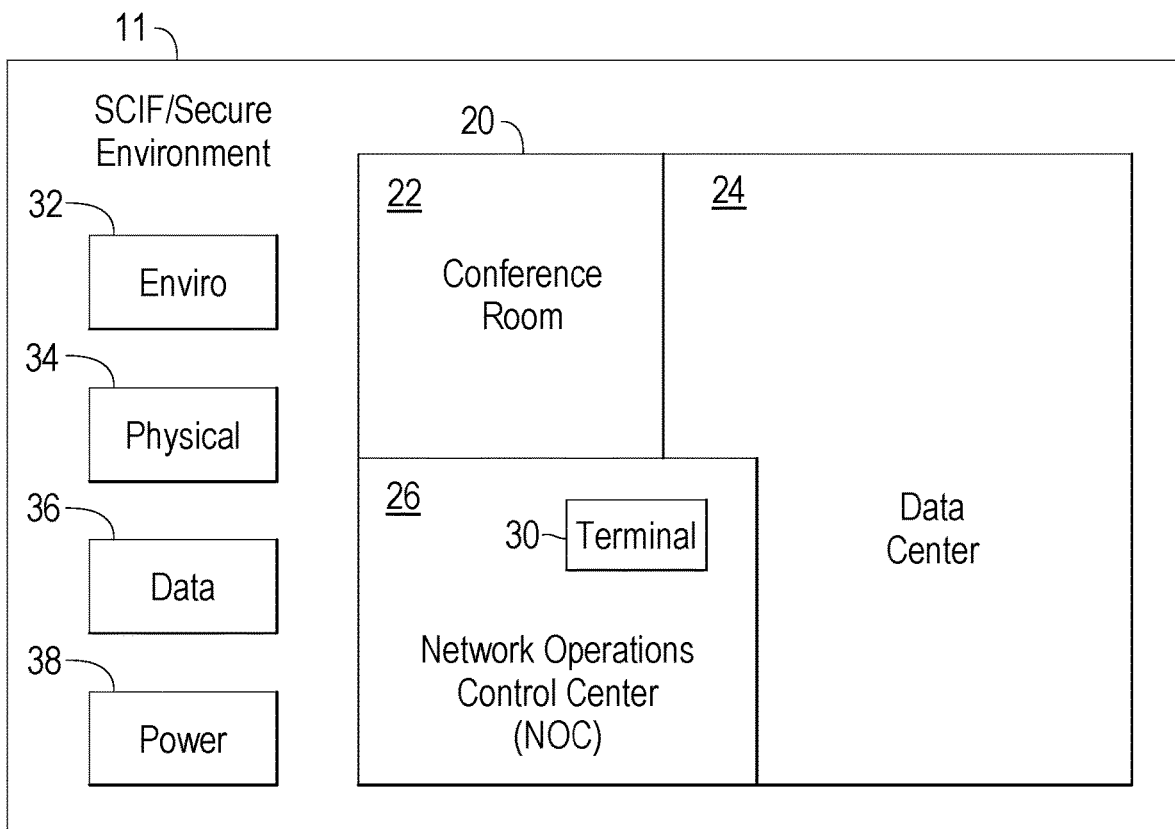 11
SCIF/Secure
Environment
20
32
Enviro
34
Physical
36
Data
38
Power
22
Conference
Room
24
Data
Center
26
30
Terminal
Network Operations
Control Center
(NOC)